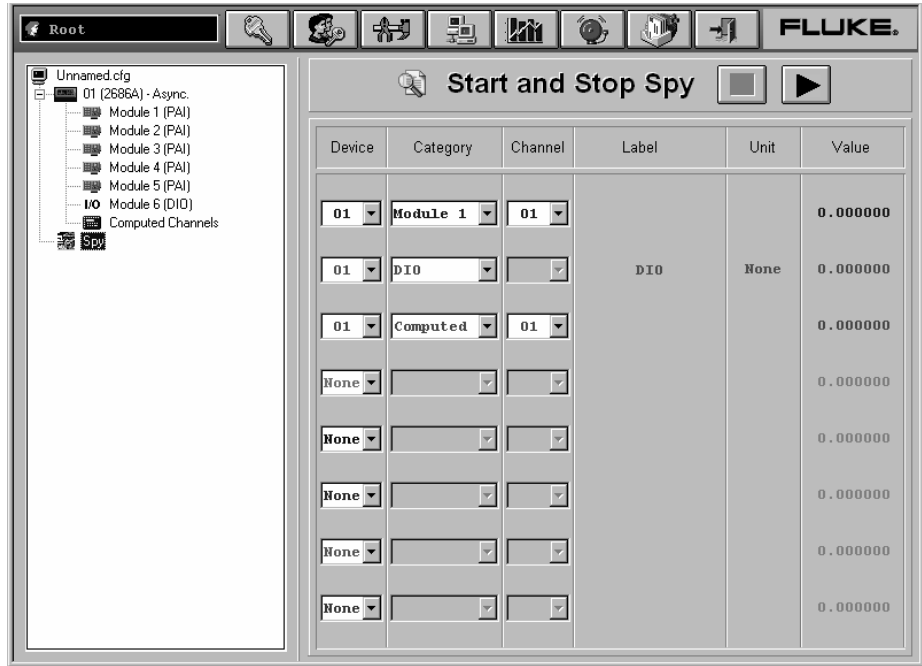 Root
FLUKE®
Unnamed.cfg
01 (2686A) - Async.
Module 1 (PAI)
Module 2 (PAI)
Module 3 (PAI)
Module 4 (PAI)
Module 5 (PAI)
I/O Module 6 (DIO)
Computed Channels
Spy
Start and Stop Spy
Device Category Channel Label Unit Value
01 Module 1 01 0.000000
01 DIO DIO None 0.000000
01 Computed 01 0.000000
None 0.000000
None 0.000000
None 0.000000
None 0.000000
None 0.000000